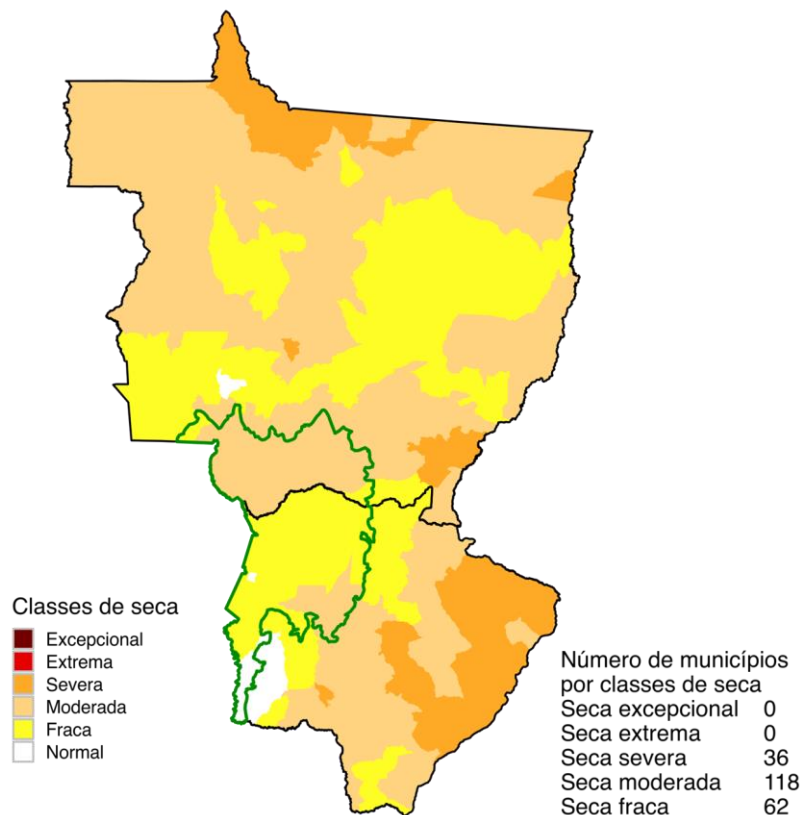 Classes de seca
Excepcional
Extrema
Severa
Moderada
Fraca
Normal
Número de municípios
por classes de seca
Seca excepcional 0
Seca extrema 0
Seca severa 36
Seca moderada 118
Seca fraca 62